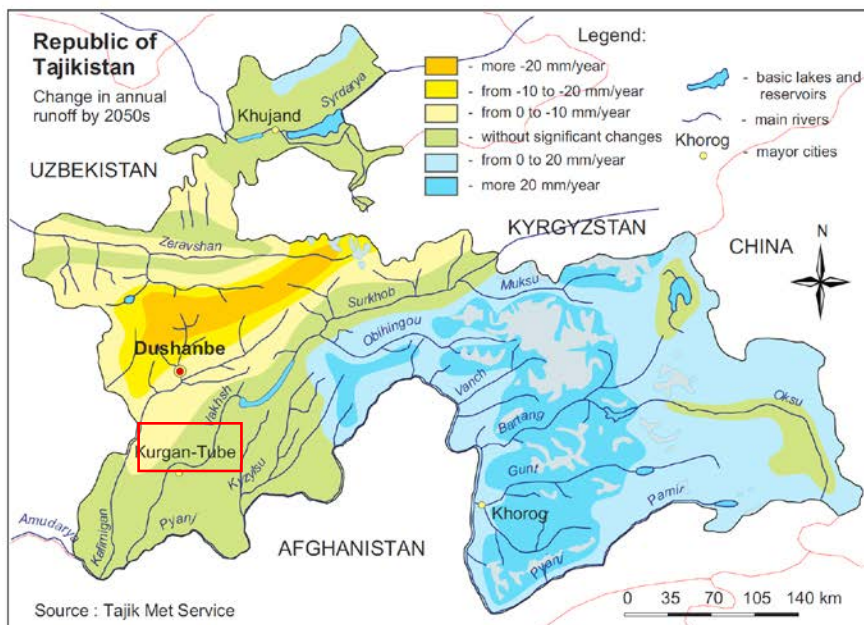 Republic of
Tajikistan
Change in annual
runoff by 2050s
Legend:
- more -20 mm/year
- from -10 to -20 mm/year
- from 0 to -10 mm/year
- without significant changes
- from 0 to 20 mm/year
- more 20 mm/year
- basic lakes and
reservoirs
- main rivers
Khorog
- mayor cities
Khujand
Syrdarya
UZBEKISTAN
KYRGYZSTAN
CHINA
N
Zeravshan
Surkhob
Muksu
Obihingou
Dushanbe
Vanch
Vakhsh
Bartang
Oksu
Kurgan-Tube
Kyzylsu
Gunt
Pamir
Khorog
Kafirnigan
Pyanj
Amudarya
AFGHANISTAN
Pyanj
Source : Tajik Met Service
0 35 70 105 140 km